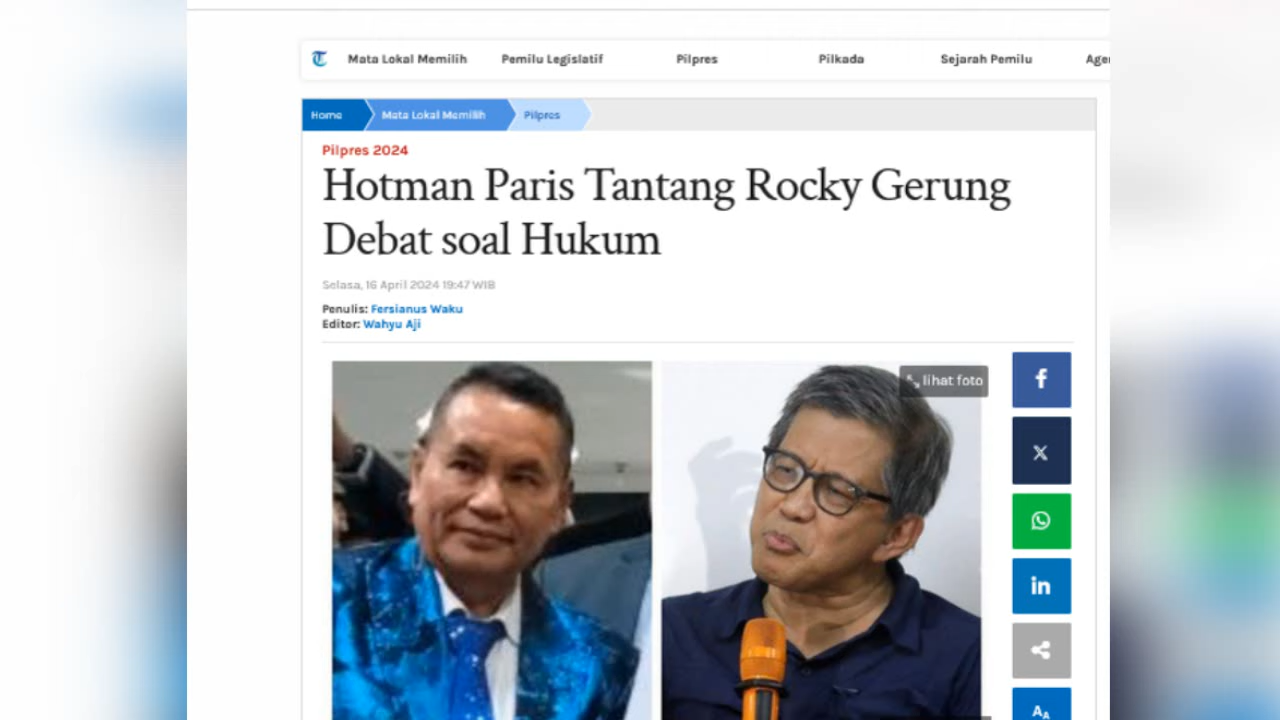 Mata Lokal Memilih Pemilu Legislatif Pilpres Pilkada Sejarah Pemilu
Home Mata Lokal Memilih Pilpres
Pilpres 2024
Hotman Paris Tantang Rocky Gerung
Debat soal Hukum
Selasa, 16 April 2024 19:47 WIB
Penulis: Fersianus Waku
Editor: Wahyu Aji
lihat foto